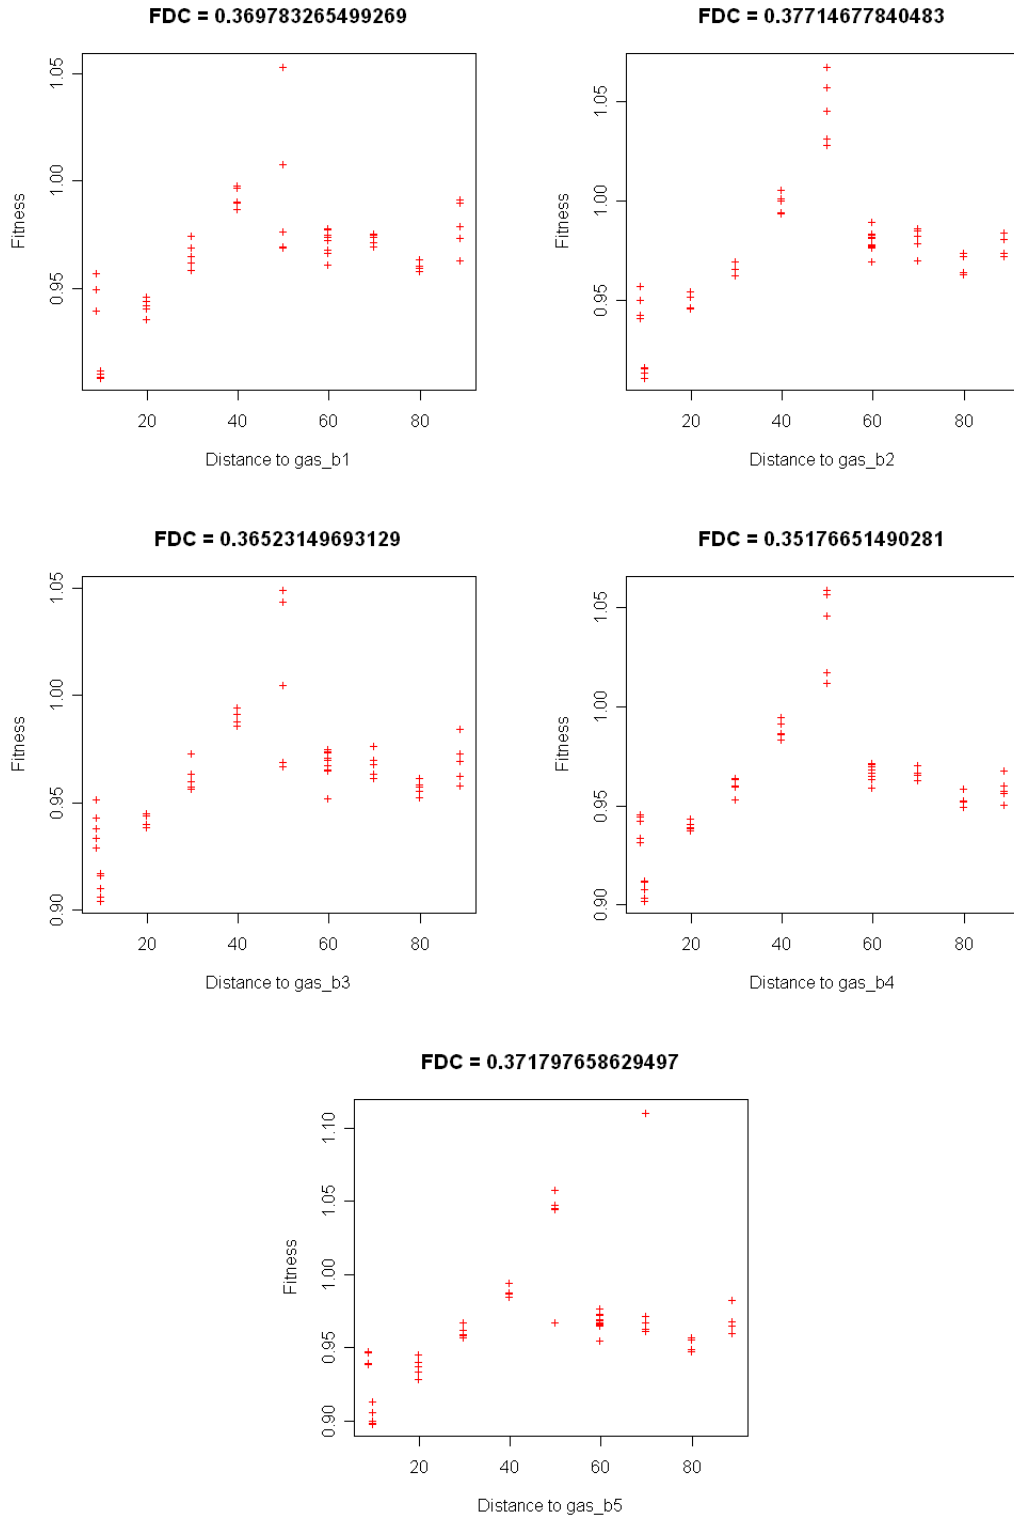 FDC = 0.369783265499269
Fitness
0.95 1.00 1.05
20 40 60 80
Distance to gas_b1
FDC = 0.37714677840483
Fitness
0.95 1.00 1.05
20 40 60 80
Distance to gas_b2
FDC = 0.36523149693129
Fitness
0.90 0.95 1.00 1.05
20 40 60 80
Distance to gas_b3
FDC = 0.35176651490281
Fitness
0.90 0.95 1.00 1.05
20 40 60 80
Distance to gas_b4
FDC = 0.371797658629497
Fitness
0.90 0.95 1.00 1.05 1.10
20 40 60 80
Distance to gas_b5